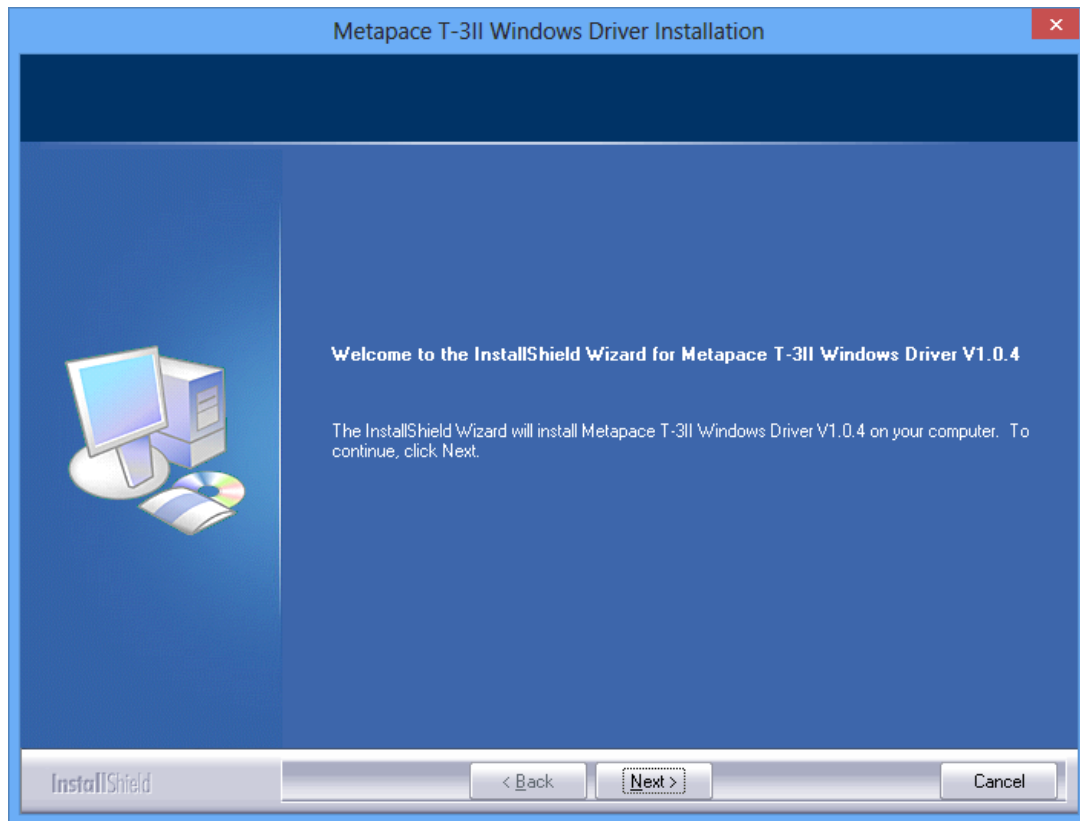 Metapace T-3II Windows Driver Installation
Welcome to the InstallShield Wizard for Metapace T-3II Windows Driver V1.0.4
The InstallShield Wizard will install Metapace T-3II Windows Driver V1.0.4 on your computer. To
continue, click Next.
InstallShield
< Back
Next >
Cancel